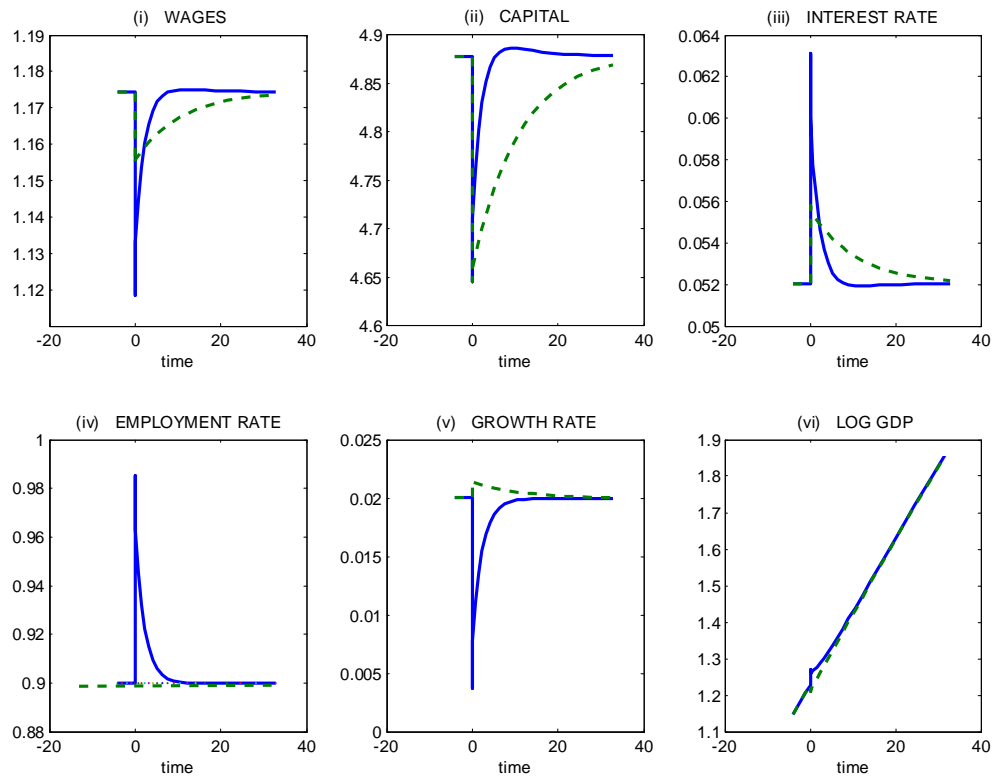 (i) WAGES
1.19
1.18
1.17
1.16
1.15
1.14
1.13
1.12
-20 0 20 40
time
(ii) CAPITAL
4.9
4.85
4.8
4.75
4.7
4.65
4.6
-20 0 20 40
time
(iii) INTEREST RATE
0.064
0.062
0.06
0.058
0.056
0.054
0.052
0.05
-20 0 20 40
time
(iv) EMPLOYMENT RATE
1
0.98
0.96
0.94
0.92
0.9
0.88
-20 0 20 40
time
(v) GROWTH RATE
0.025
0.02
0.015
0.01
0.005
0
-20 0 20 40
time
(vi) LOG GDP
1.9
1.8
1.7
1.6
1.5
1.4
1.3
1.2
1.1
-20 0 20 40
time